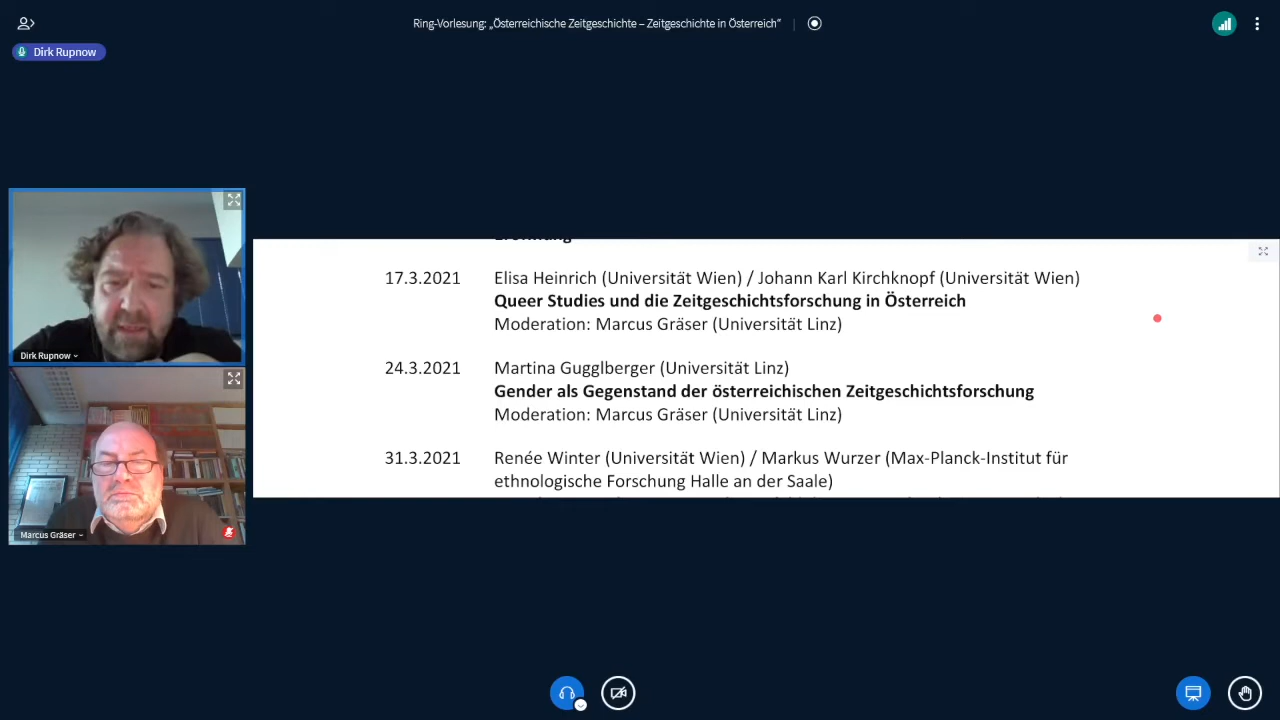 Ring-Vorlesung: „Österreichische Zeitgeschichte – Zeitgeschichte in Österreich“
Dirk Rupnow
Dirk Rupnow
Marcus Gräser
17.3.2021 Elisa Heinrich (Universität Wien) / Johann Karl Kirchknopf (Universität Wien)
Queer Studies und die Zeitgeschichtsforschung in Österreich
Moderation: Marcus Gräser (Universität Linz)
24.3.2021 Martina Gugglberger (Universität Linz)
Gender als Gegenstand der österreichischen Zeitgeschichtsforschung
Moderation: Marcus Gräser (Universität Linz)
31.3.2021 Renée Winter (Universität Wien) / Markus Wurzer (Max-Planck-Institut für
ethnologische Forschung Halle an der Saale)